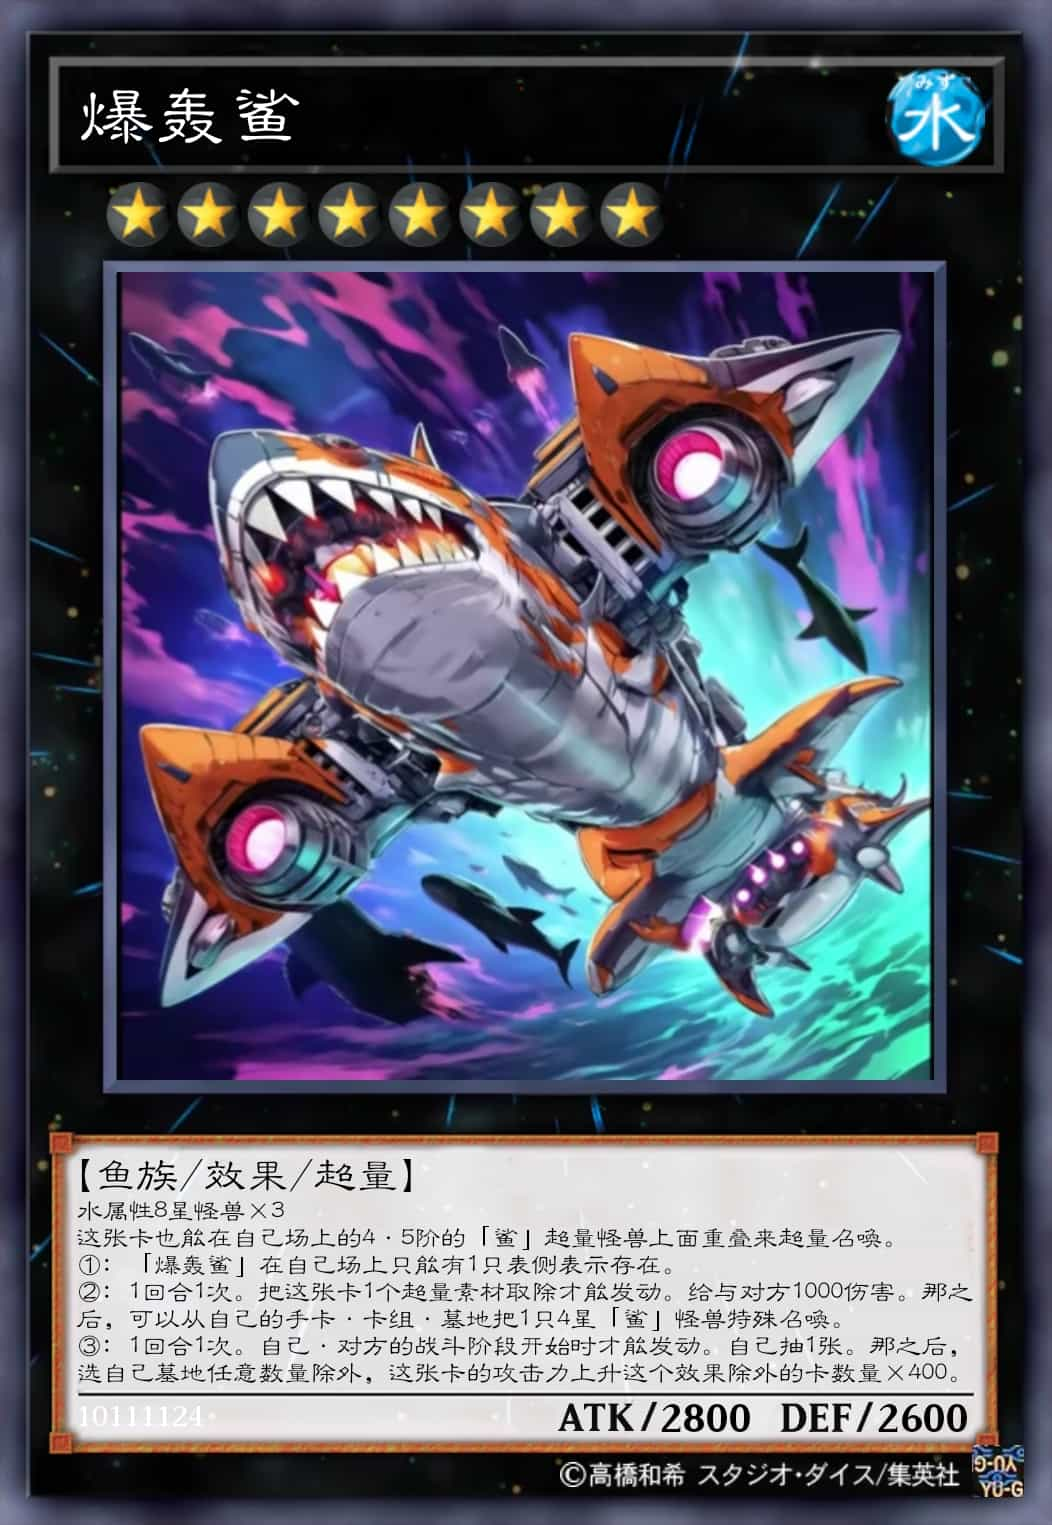 爆轰鲨
みず
水
【鱼族/效果/超量】
水属性8星怪兽×3
这张卡也能在自己场上的4·5阶的「鲨」超量怪兽上面重叠来超量召唤。
①：「爆轰鲨」在自己场上只能有1只表侧表示存在。
②：1回合1次。把这张卡1个超量素材取除才能发动。给与对方1000伤害。那之
后，可以从自己的手卡·卡组·墓地把1只4星「鲨」怪兽特殊召唤。
③：1回合1次。自己·对方的战斗阶段开始时才能发动。自己抽1张。那之后，
选自己墓地任意数量除外，这张卡的攻击力上升这个效果除外的卡数量×400。
10111124
ATK/2800 DEF/2600
©高橋和希 スタジオ・ダイス/集英社
YU-G